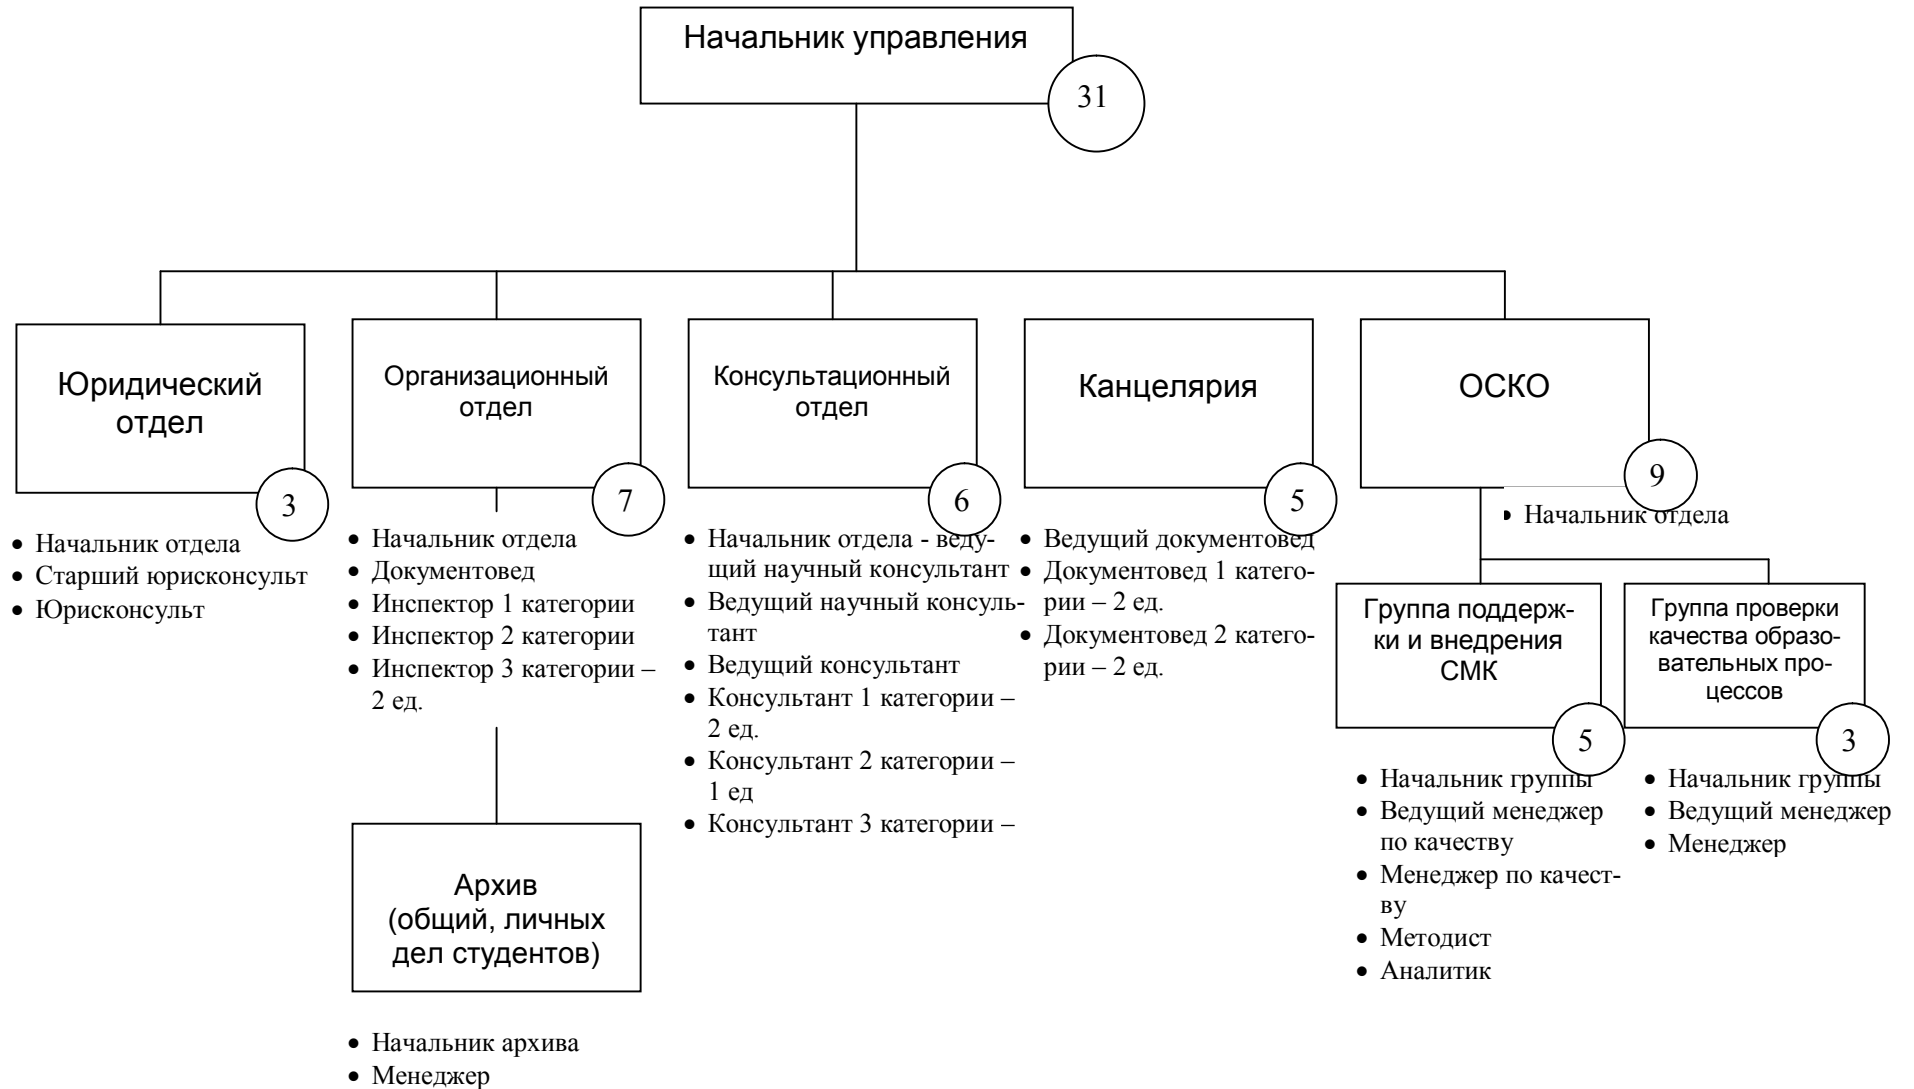 Начальник управления
31
Юридический
отдел
3
• Начальник отдела
• Старший юрисконсульт
• Юрисконсульт
Организационный
отдел
7
• Начальник отдела
• Документовед
• Инспектор 1 категории
• Инспектор 2 категории
• Инспектор 3 категории –
2 ед.
Архив
(общий, личных
дел студентов)
• Начальник архива
• Менеджер
Консультационный
отдел
6
• Начальник отдела - веду-
щий научный консультант
• Ведущий научный консуль-
тант
• Ведущий консультант
• Консультант 1 категории –
2 ед.
• Консультант 2 категории –
1 ед
• Консультант 3 категории –
Канцелярия
5
• Ведущий документовед
• Документовед 1 катего-
рии – 2 ед.
• Документовед 2 катего-
рии – 2 ед.
ОСКО
9
• Начальник отдела
Группа поддерж-
ки и внедрения
СМК
5
• Начальник группы
• Ведущий менеджер
по качеству
• Менеджер по качест-
ву
• Методист
• Аналитик
Группа проверки
качества образо-
вательных про-
цессов
3
• Начальник группы
• Ведущий менеджер
• Менеджер